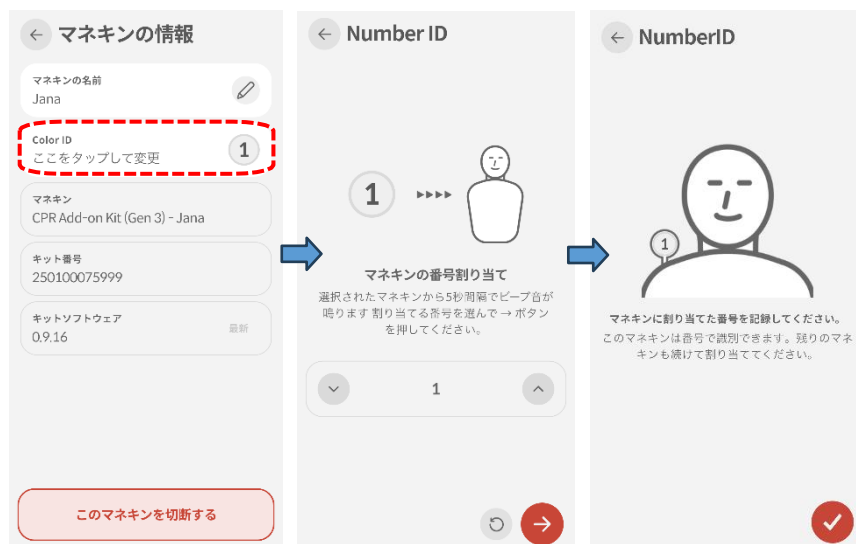 マネキンの情報
マネキンの名前
Jana
Color ID
ここをタップして変更
1
マネキン
CPR Add-on Kit (Gen 3) - Jana
キット番号
250100075999
キットソフトウェア
0.9.16
最新
このマネキンを切断する
Number ID
1
マネキンの番号割り当て
選択されたマネキンから5秒間隔でビープ音が
鳴ります 割り当てる番号を選んで → ボタン
を押してください。
1
NumberID
1
マネキンに割り当てた番号を記録してください。
このマネキンは番号で識別できます。残りのマネ
キンも続けて割り当ててください。